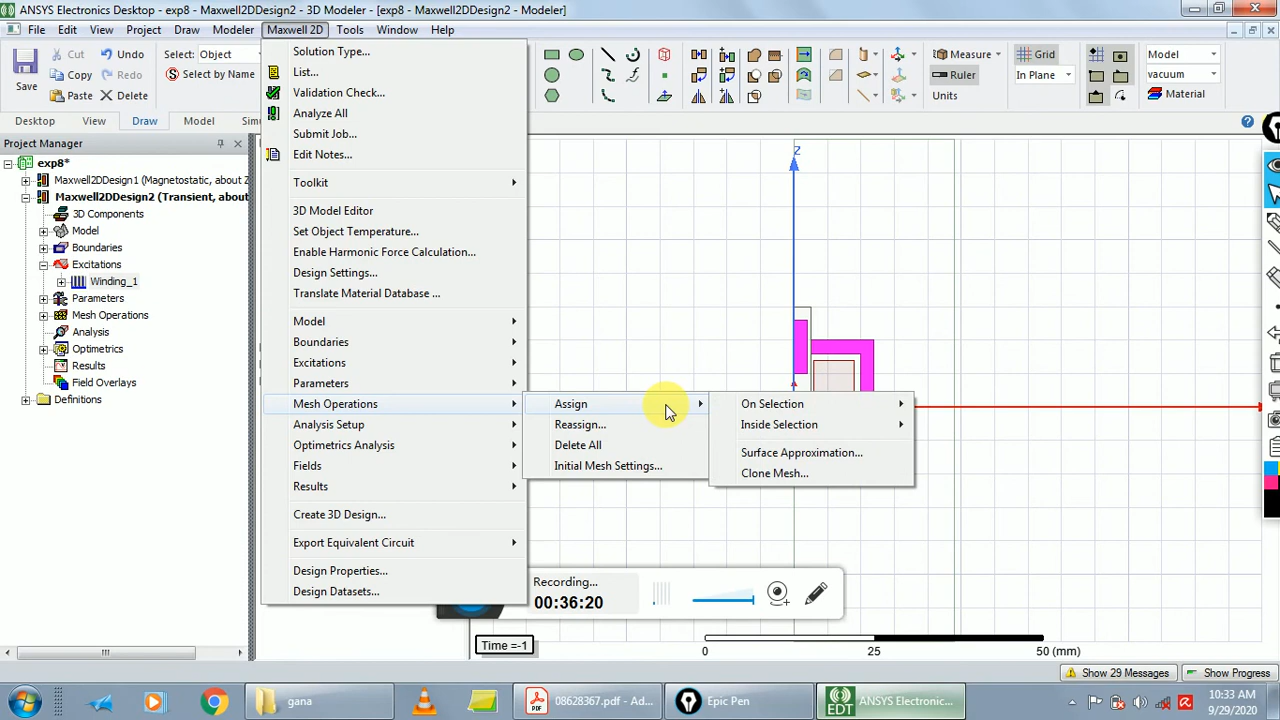 ANSYS Electronics Desktop - exp8 - Maxwell2DDesign2 - 3D Modeler - [exp8 - Maxwell2DDesign2 - Modeler]
File Edit View Project Draw Modeler Maxwell 2D Tools Window Help
Save
Cut
Copy
Paste
Undo
Redo
Delete
Select: Object
Select by Name
Measure
Ruler
Units
Grid
In Plane
Model
vacuum
Material
Desktop View Draw Model
Project Manager
exp8*
Maxwell2DDesign1 (Magnetostatic, about Z
Maxwell2DDesign2 (Transient, about
3D Components
Model
Boundaries
Excitations
Winding_1
Parameters
Mesh Operations
Analysis
Optimetrics
Results
Field Overlays
Definitions
Solution Type...
List...
Validation Check...
Analyze All
Submit Job...
Edit Notes...
Toolkit
3D Model Editor
Set Object Temperature...
Enable Harmonic Force Calculation...
Design Settings...
Translate Material Database ...
Model
Boundaries
Excitations
Parameters
Mesh Operations
Analysis Setup
Optimetrics Analysis
Fields
Results
Create 3D Design...
Export Equivalent Circuit
Design Properties...
Design Datasets...
Assign
Reassign...
Delete All
Initial Mesh Settings...
On Selection
Inside Selection
Surface Approximation...
Clone Mesh...
Z
Recording...
00:36:20
Time =-1
0 25 50 (mm)
Show 29 Messages
Show Progress
gana
08628367.pdf - Ad...
Epic Pen
ANSYS Electronic...
10:33 AM
9/29/2020